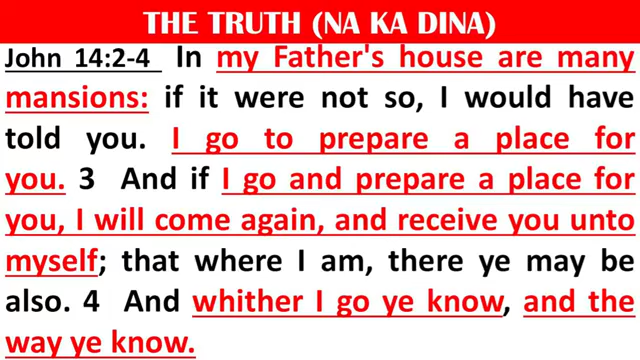 THE TRUTH (NA KA DINA)
John 14:2-4 In my Father's house are many
mansions: if it were not so, I would have
told you. I go to prepare a place for
you. 3 And if I go and prepare a place for
you, I will come again, and receive you unto
myself; that where I am, there ye may be
also. 4 And whither I go ye know, and the
way ye know.